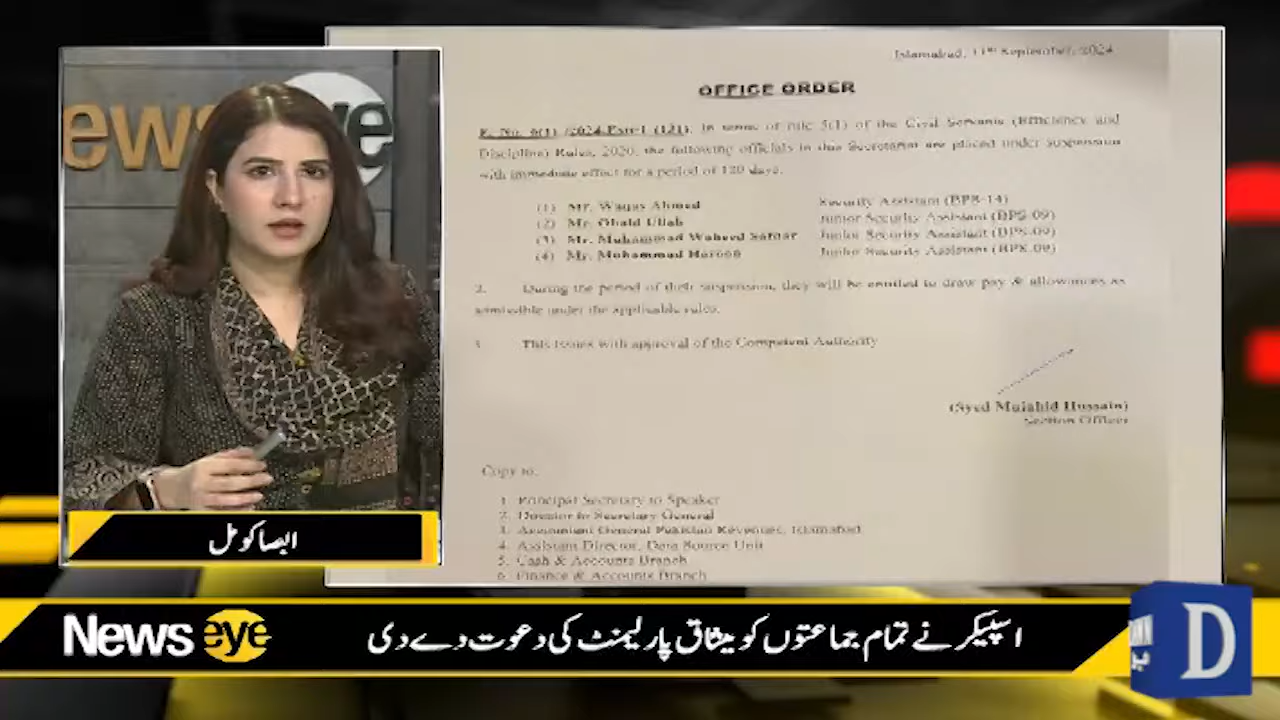 ews eye
Islamabad, 11th September, 2024
OFFICE ORDER
F. No. 6(1) /2024-Estt-I (121). In terms of rule 5(1) of the Civil Servants (Efficiency and
Discipline) Rules, 2020, the following officials in this Secretariat are placed under suspension
with immediate effect for a period of 120 days.
(1) Mr. Waqas Ahmed Security Assistant (BPS-14)
(2) Mr. Obaid Ullah Junior Security Assistant (BPS-09)
(3) Mr. Muhammad Waheed Safdar Junior Security Assistant (BPS-09)
(4) Mr. Mohammad Haroon Junior Security Assistant (BPS-09)
2. During the period of their suspension, they will be entitled to draw pay & allowances as
admissible under the applicable rules.
3. This issues with approval of the Competent Authority
(Syed Mujahid Hussain)
Section Officer
Copy to:
1. Principal Secretary to Speaker
2. Director to Secretary General
3. Accountant General Pakistan Revenues, Islamabad
4. Assistant Director, Data Source Unit
5. Cash & Accounts Branch
6. Finance & Accounts Branch
ابصا کومل
News eye
اسپیکر نے تمام جماعتوں کو میثاق پارلیمنٹ کی دعوت دے دی
D